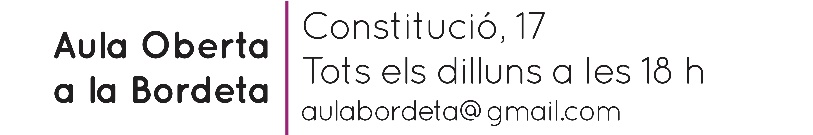 Aula Oberta
a la Bordeta
Constitució, 17
Tots els dilluns a les 18 h
aulabordeta@gmail.com